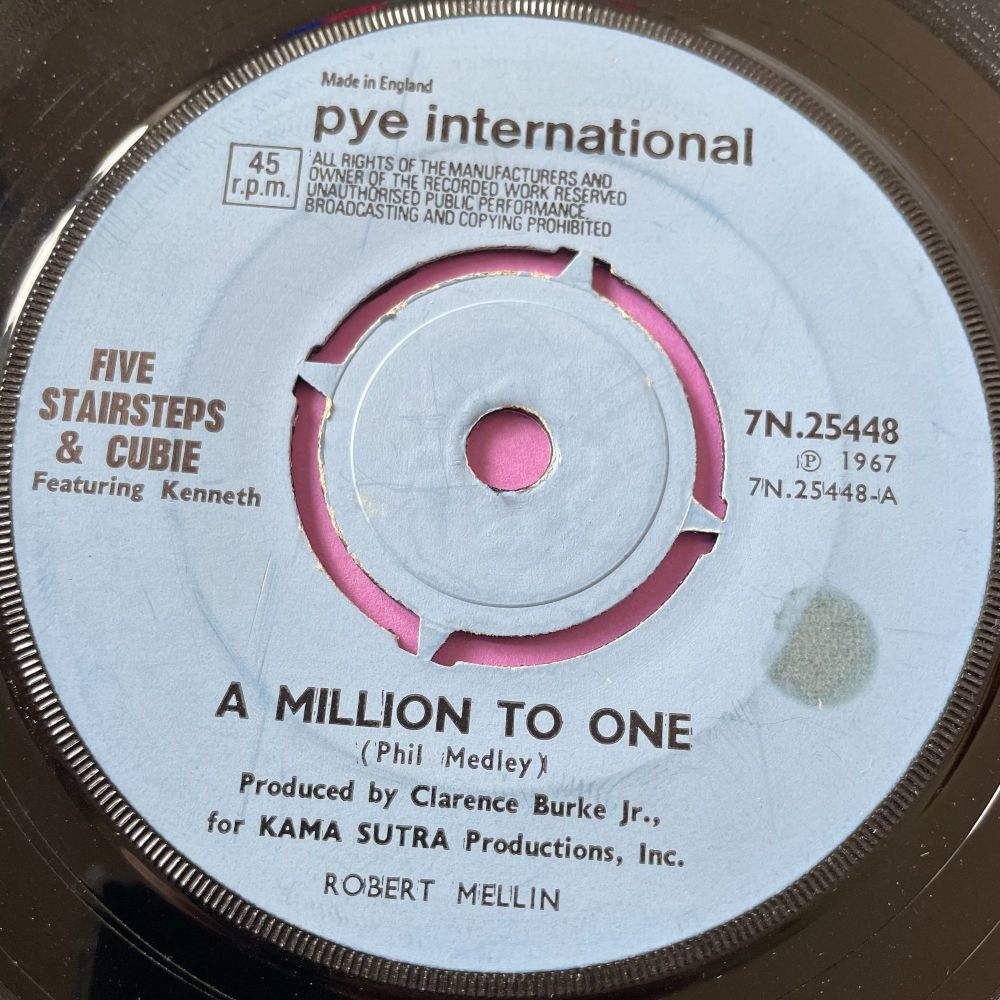 Made in England
pye international
45
r.p.m.
ALL RIGHTS OF THE MANUFACTURERS AND
OWNER OF THE RECORDED WORK RESERVED
UNAUTHORISED PUBLIC PERFORMANCE,
BROADCASTING AND COPYING PROHIBITED
FIVE
STAIRSTEPS
& CUBIE
Featuring Kenneth
7N.25448
℗ 1967
7N.25448-A
A MILLION TO ONE
(Phil Medley)
Produced by Clarence Burke Jr.,
for KAMA SUTRA Productions, Inc.
ROBERT MELLIN